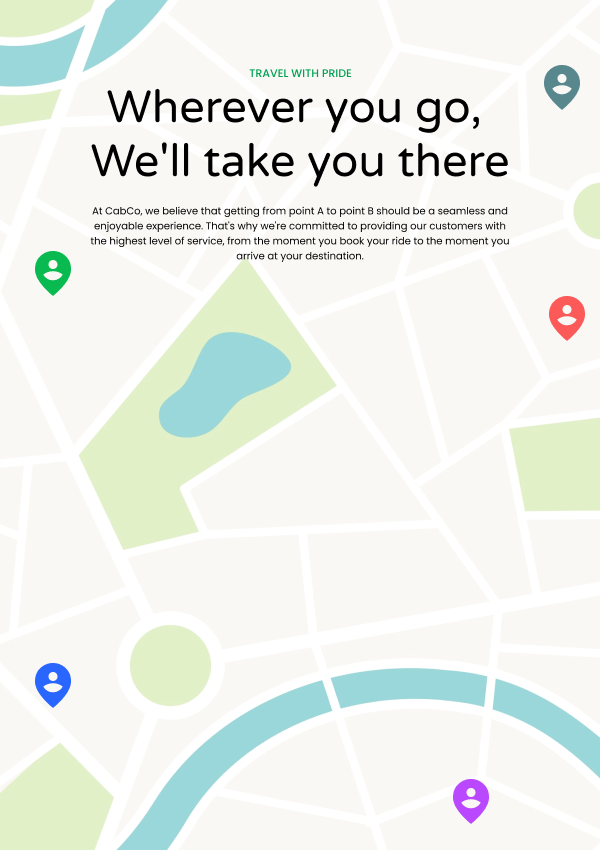 TRAVEL WITH PRIDE
Wherever you go,
We'll take you there
At CabCo, we believe that getting from point A to point B should be a seamless and
enjoyable experience. That's why we're committed to providing our customers with
the highest level of service, from the moment you book your ride to the moment you
arrive at your destination.